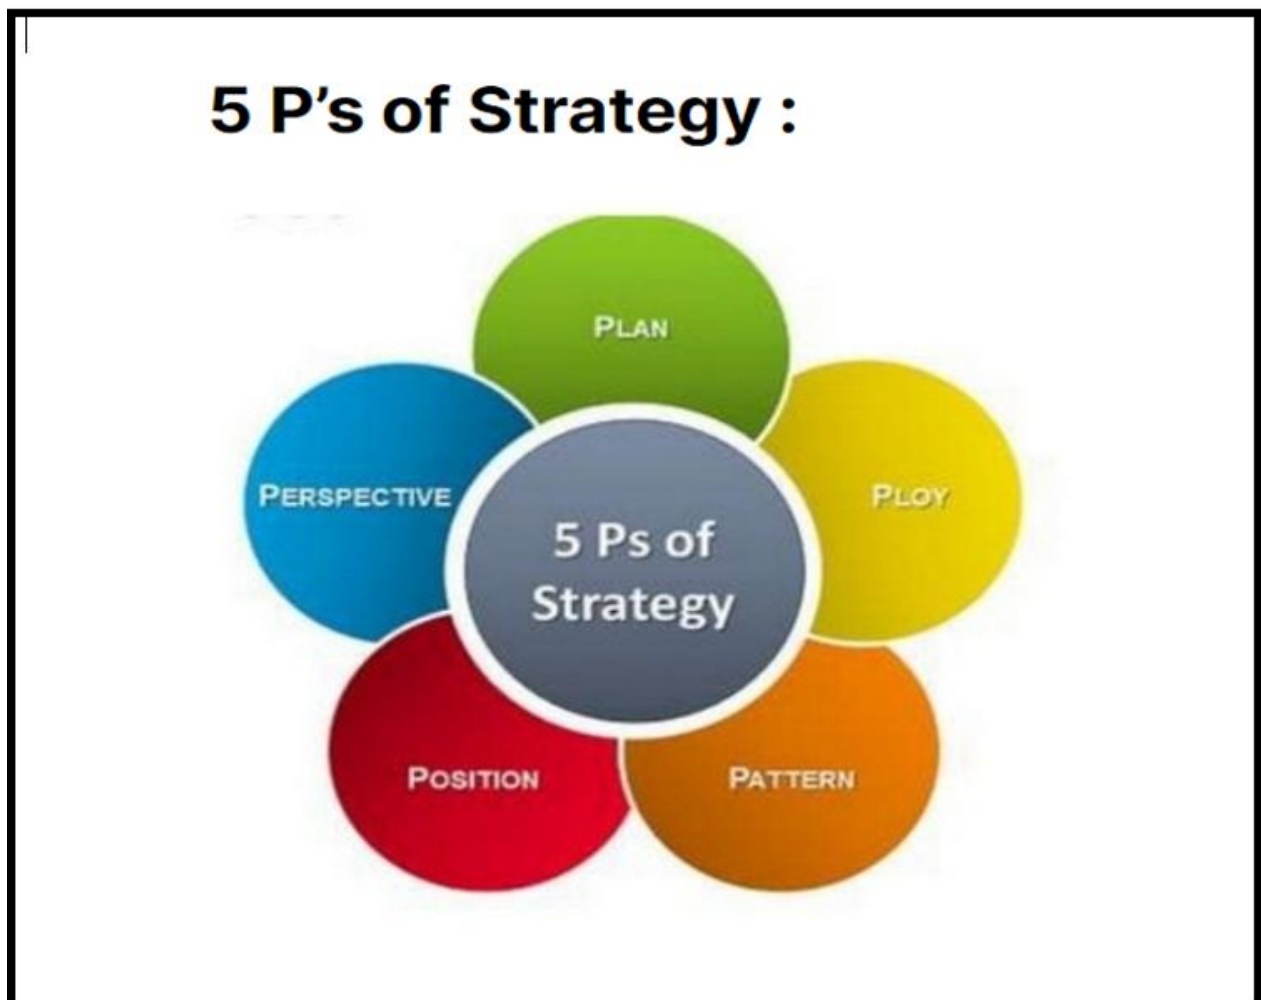 5 P’s of Strategy :
PLAN
PERSPECTIVE
PLOY
5 Ps of
Strategy
POSITION
PATTERN